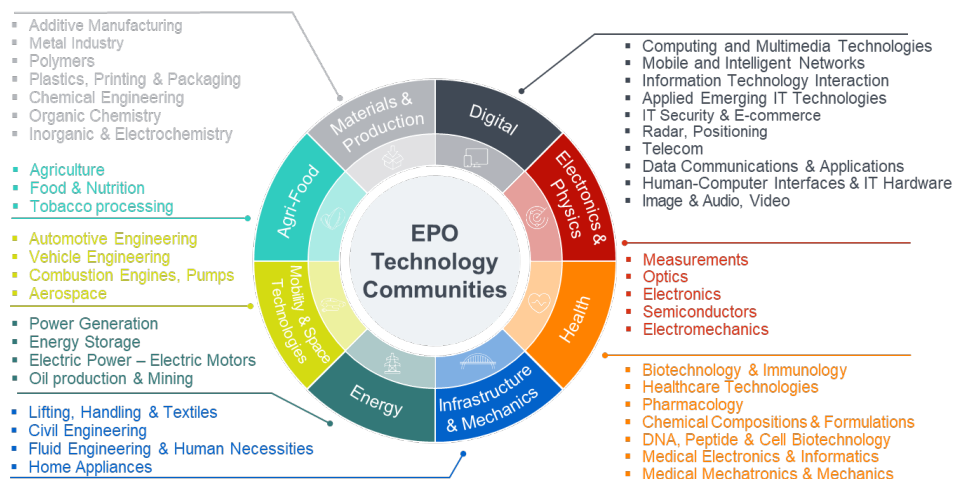 Additive Manufacturing
Metal Industry
Polymers
Plastics, Printing & Packaging
Chemical Engineering
Organic Chemistry
Inorganic & Electrochemistry
Agriculture
Food & Nutrition
Tobacco processing
Automotive Engineering
Vehicle Engineering
Combustion Engines, Pumps
Aerospace
Power Generation
Energy Storage
Electric Power – Electric Motors
Oil production & Mining
Lifting, Handling & Textiles
Civil Engineering
Fluid Engineering & Human Necessities
Home Appliances
Materials &
Production
Digital
Electronics &
Physics
Health
Infrastructure
& Mechanics
Energy
Mobility & Space
Technologies
Agri-Food
EPO
Technology
Communities
Computing and Multimedia Technologies
Mobile and Intelligent Networks
Information Technology Interaction
Applied Emerging IT Technologies
IT Security & E-commerce
Radar, Positioning
Telecom
Data Communications & Applications
Human-Computer Interfaces & IT Hardware
Image & Audio, Video
Measurements
Optics
Electronics
Semiconductors
Electromechanics
Biotechnology & Immunology
Healthcare Technologies
Pharmacology
Chemical Compositions & Formulations
DNA, Peptide & Cell Biotechnology
Medical Electronics & Informatics
Medical Mechatronics & Mechanics